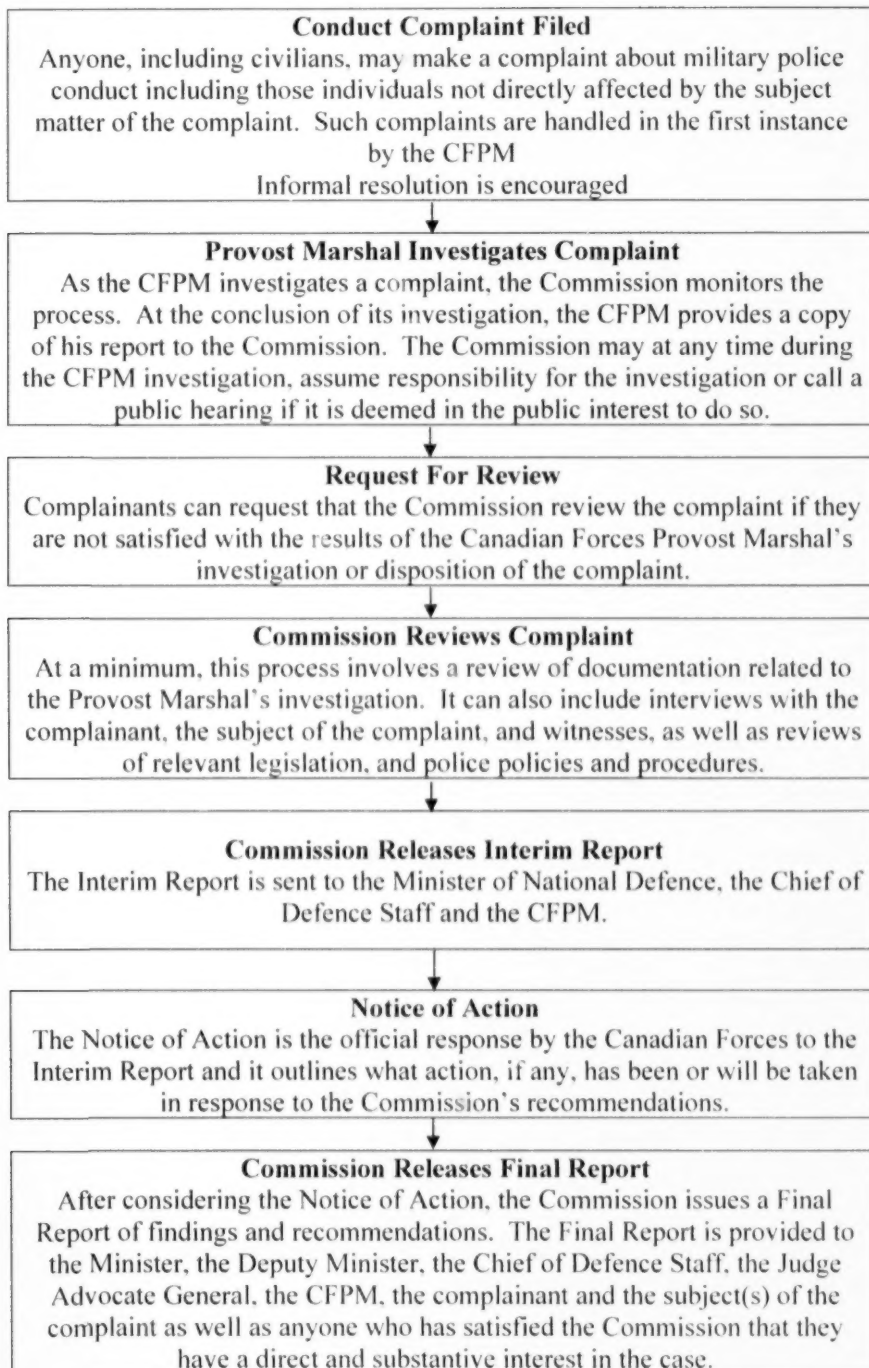 Conduct Complaint Filed
Anyone, including civilians, may make a complaint about military police
conduct including those individuals not directly affected by the subject
matter of the complaint. Such complaints are handled in the first instance
by the CFPM
Informal resolution is encouraged
Provost Marshal Investigates Complaint
As the CFPM investigates a complaint, the Commission monitors the
process. At the conclusion of its investigation, the CFPM provides a copy
of his report to the Commission. The Commission may at any time during
the CFPM investigation, assume responsibility for the investigation or call a
public hearing if it is deemed in the public interest to do so.
Request For Review
Complainants can request that the Commission review the complaint if they
are not satisfied with the results of the Canadian Forces Provost Marshal's
investigation or disposition of the complaint.
Commission Reviews Complaint
At a minimum, this process involves a review of documentation related to
the Provost Marshal's investigation. It can also include interviews with the
complainant, the subject of the complaint, and witnesses, as well as reviews
of relevant legislation, and police policies and procedures.
Commission Releases Interim Report
The Interim Report is sent to the Minister of National Defence, the Chief of
Defence Staff and the CFPM.
Notice of Action
The Notice of Action is the official response by the Canadian Forces to the
Interim Report and it outlines what action, if any, has been or will be taken
in response to the Commission's recommendations.
Commission Releases Final Report
After considering the Notice of Action, the Commission issues a Final
Report of findings and recommendations. The Final Report is provided to
the Minister, the Deputy Minister, the Chief of Defence Staff, the Judge
Advocate General, the CFPM, the complainant and the subject(s) of the
complaint as well as anyone who has satisfied the Commission that they
have a direct and substantive interest in the case.